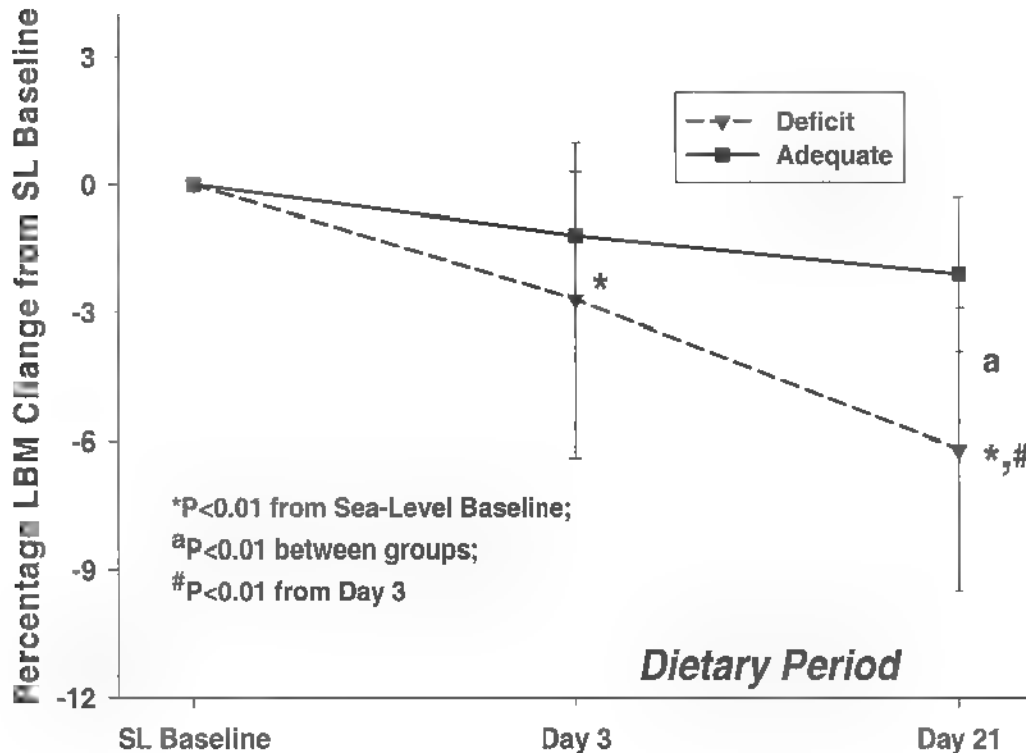 Percentage LBM Change from SL Baseline
3
0
-3
-6
-9
-12
Deficit
Adequate
*
a
*,#
*P<0.01 from Sea-Level Baseline;
aP<0.01 between groups;
#P<0.01 from Day 3
Dietary Period
SL Baseline
Day 3
Day 21